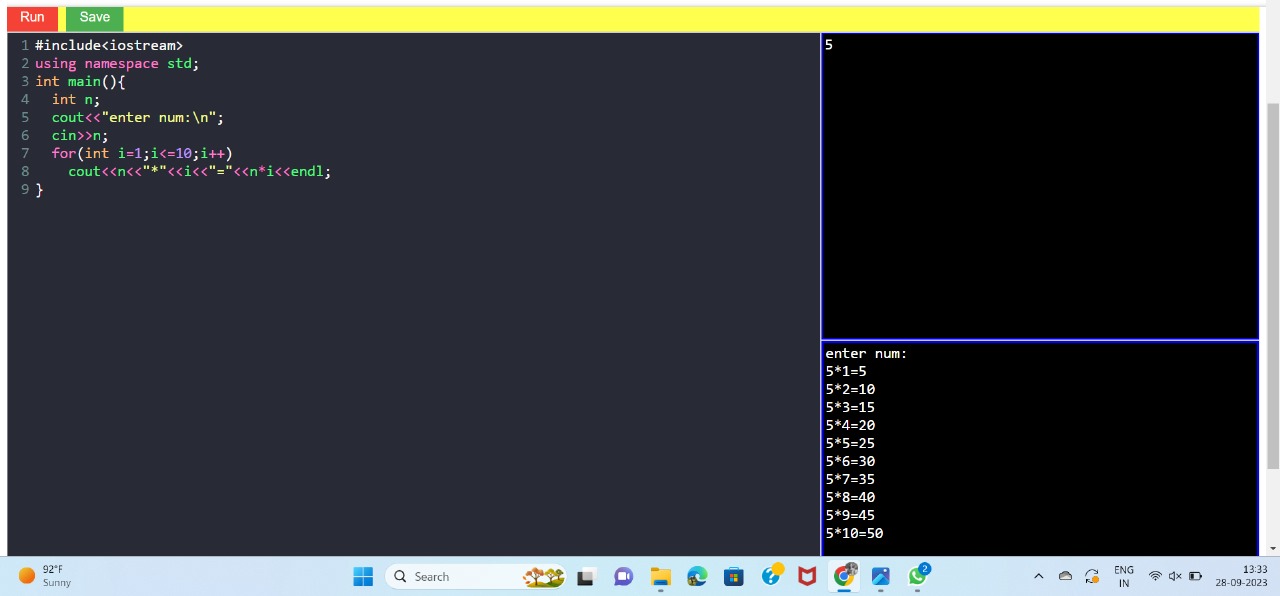 Run Save
1 #include<iostream>
2 using namespace std;
3 int main(){
4 int n;
5 cout<<"enter num:\n";
6 cin>>n;
7 for(int i=1;i<=10;i++)
8 cout<<n<<"*"<<i<<"="<<n*i<<endl;
9 }
5
enter num:
5*1=5
5*2=10
5*3=15
5*4=20
5*5=25
5*6=30
5*7=35
5*8=40
5*9=45
5*10=50
92°F
Sunny
Search
2
ENG
IN
13:33
28-09-2023